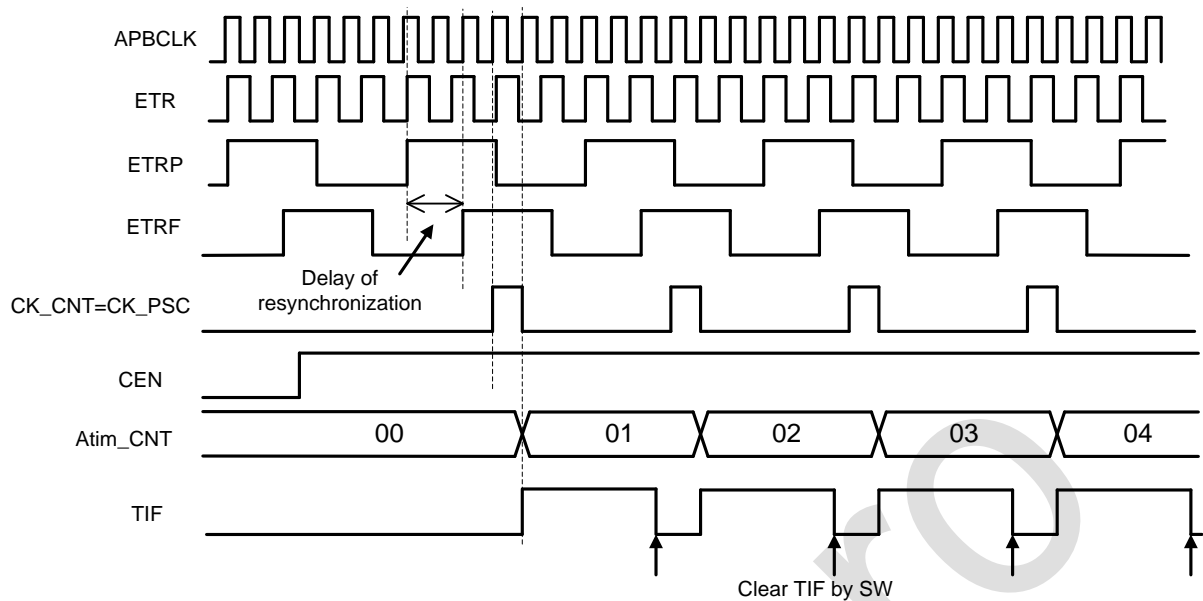 APBCLK
ETR
ETRP
ETRF
Delay of
resynchronization
CK_CNT=CK_PSC
CEN
Atim_CNT
00
01
02
03
04
TIF
Clear TIF by SW
ro